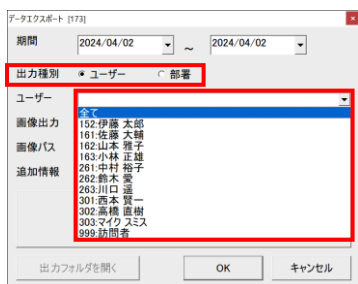 データエクスポート [173]
期間 2024/04/02 ～ 2024/04/02
出力種別 ユーザー 部署
ユーザー
画像出力
画像パス
追加情報
全て
152:伊藤 太郎
161:佐藤 大輔
162:山本 雅子
163:小林 正雄
261:中村 裕子
262:鈴木 愛
263:川口 遥
301:西本 賢一
302:高橋 直樹
303:マイク スミス
999:訪問者
出力フォルダを開く OK キャンセル